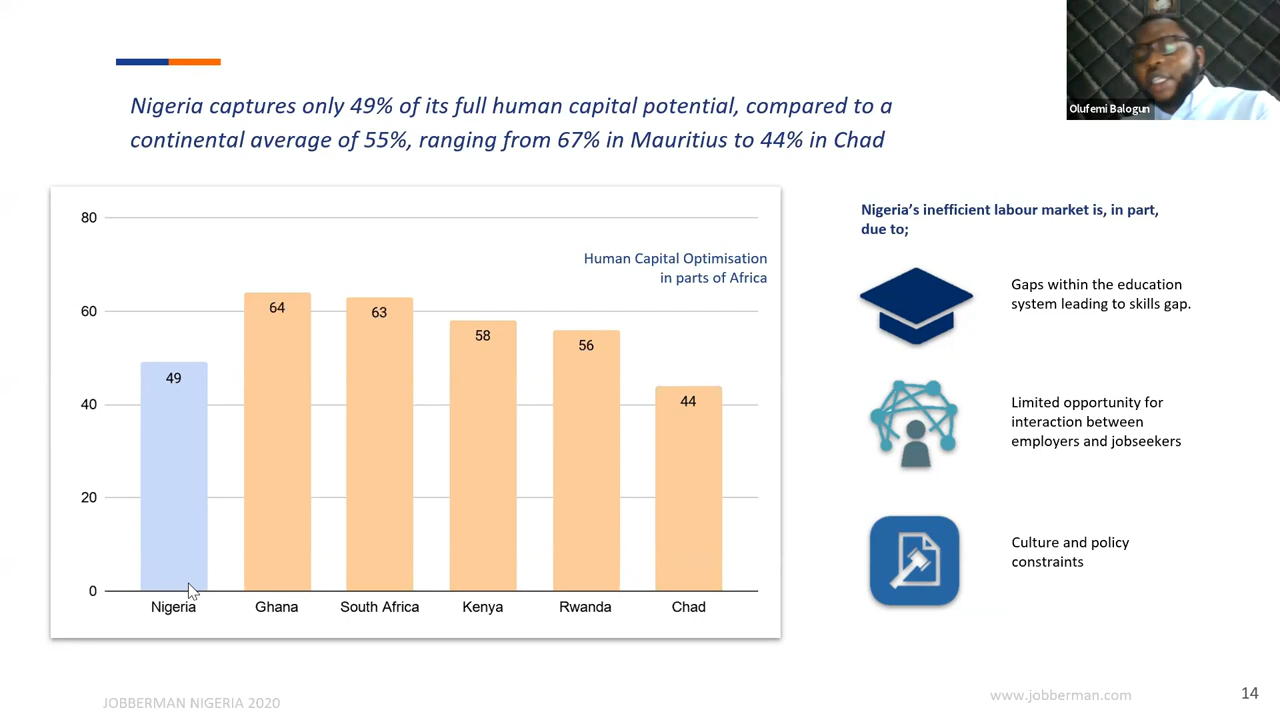 Olufemi Balogun
Nigeria captures only 49% of its full human capital potential, compared to a
continental average of 55%, ranging from 67% in Mauritius to 44% in Chad
80
60
40
20
0
Human Capital Optimisation
in parts of Africa
49
64
63
58
56
44
Nigeria
Ghana
South Africa
Kenya
Rwanda
Chad
Nigeria’s inefficient labour market is, in part,
due to;
Gaps within the education
system leading to skills gap.
Limited opportunity for
interaction between
employers and jobseekers
Culture and policy
constraints
JOBBERMAN NIGERIA 2020
www.jobberman.com
14